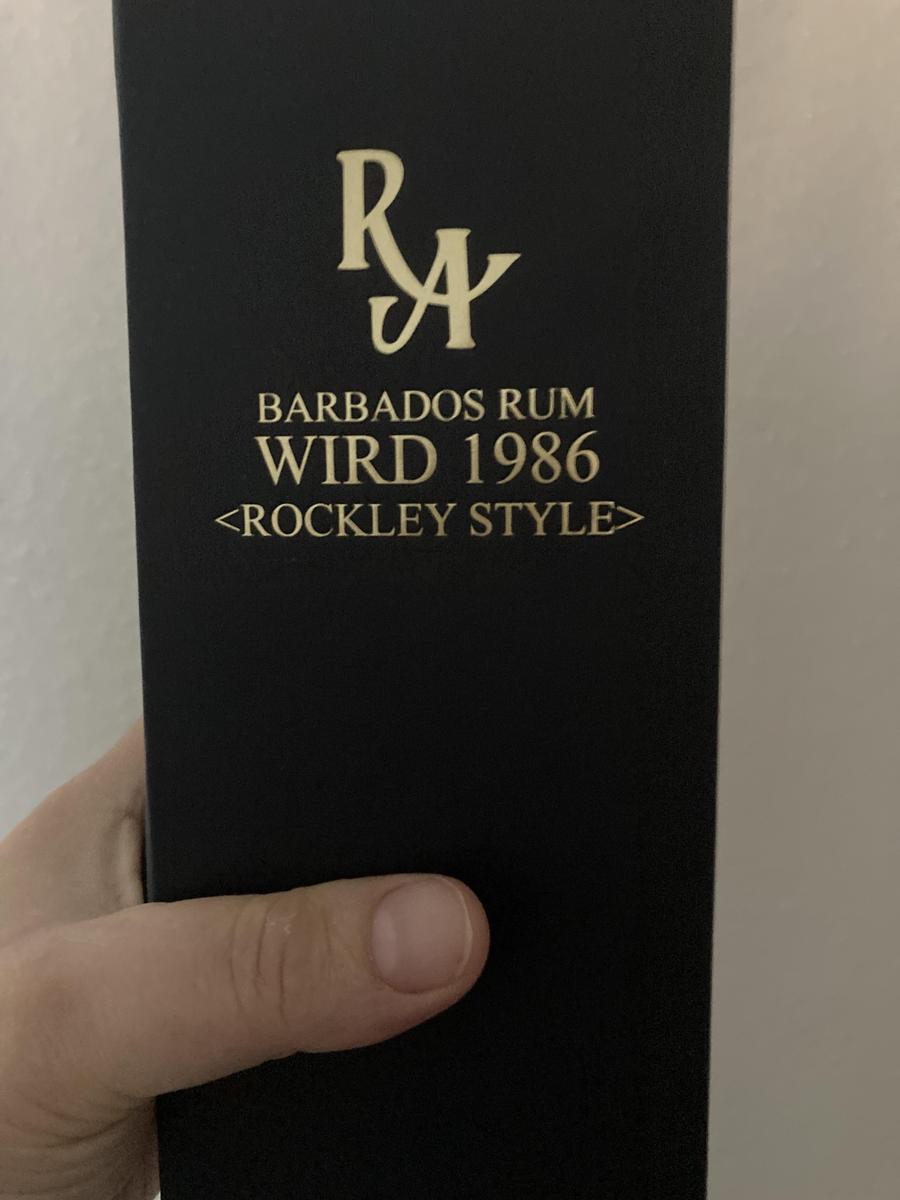 RA
BARBADOS RUM
WIRD 1986
<ROCKLEY STYLE>